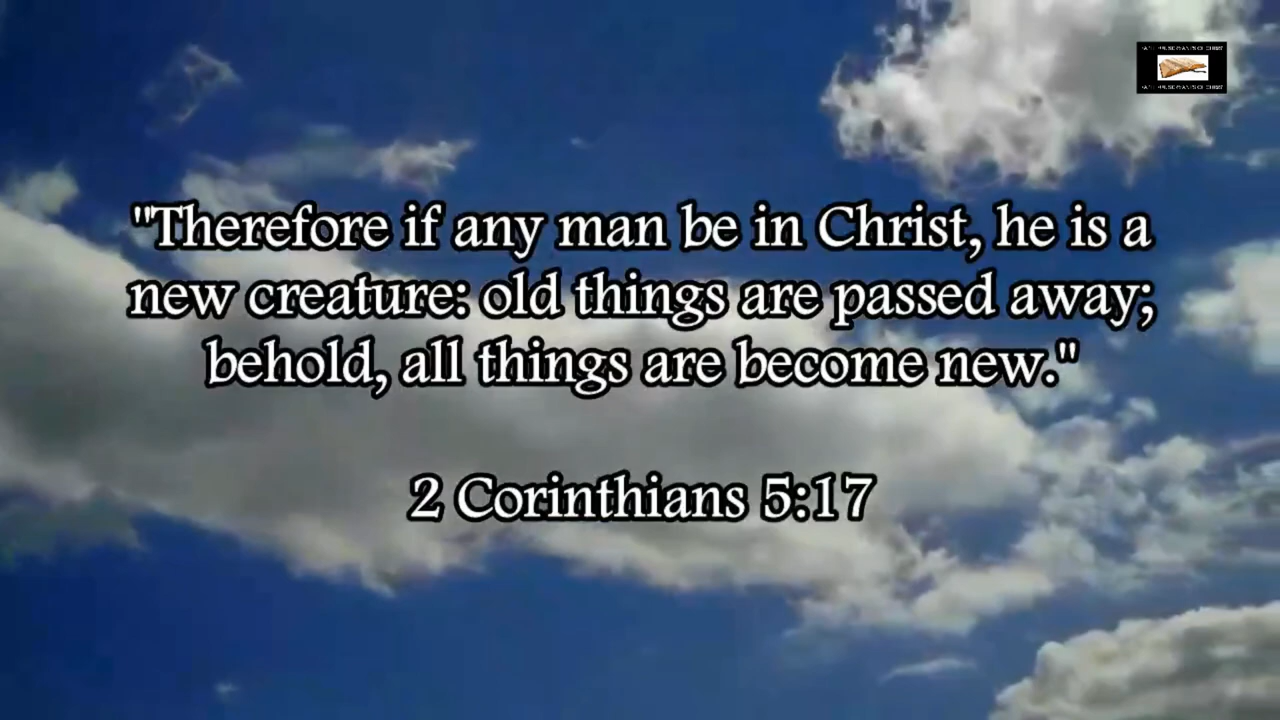 "Therefore if any man be in Christ, he is a
new creature: old things are passed away;
behold, all things are become new."
2 Corinthians 5:17